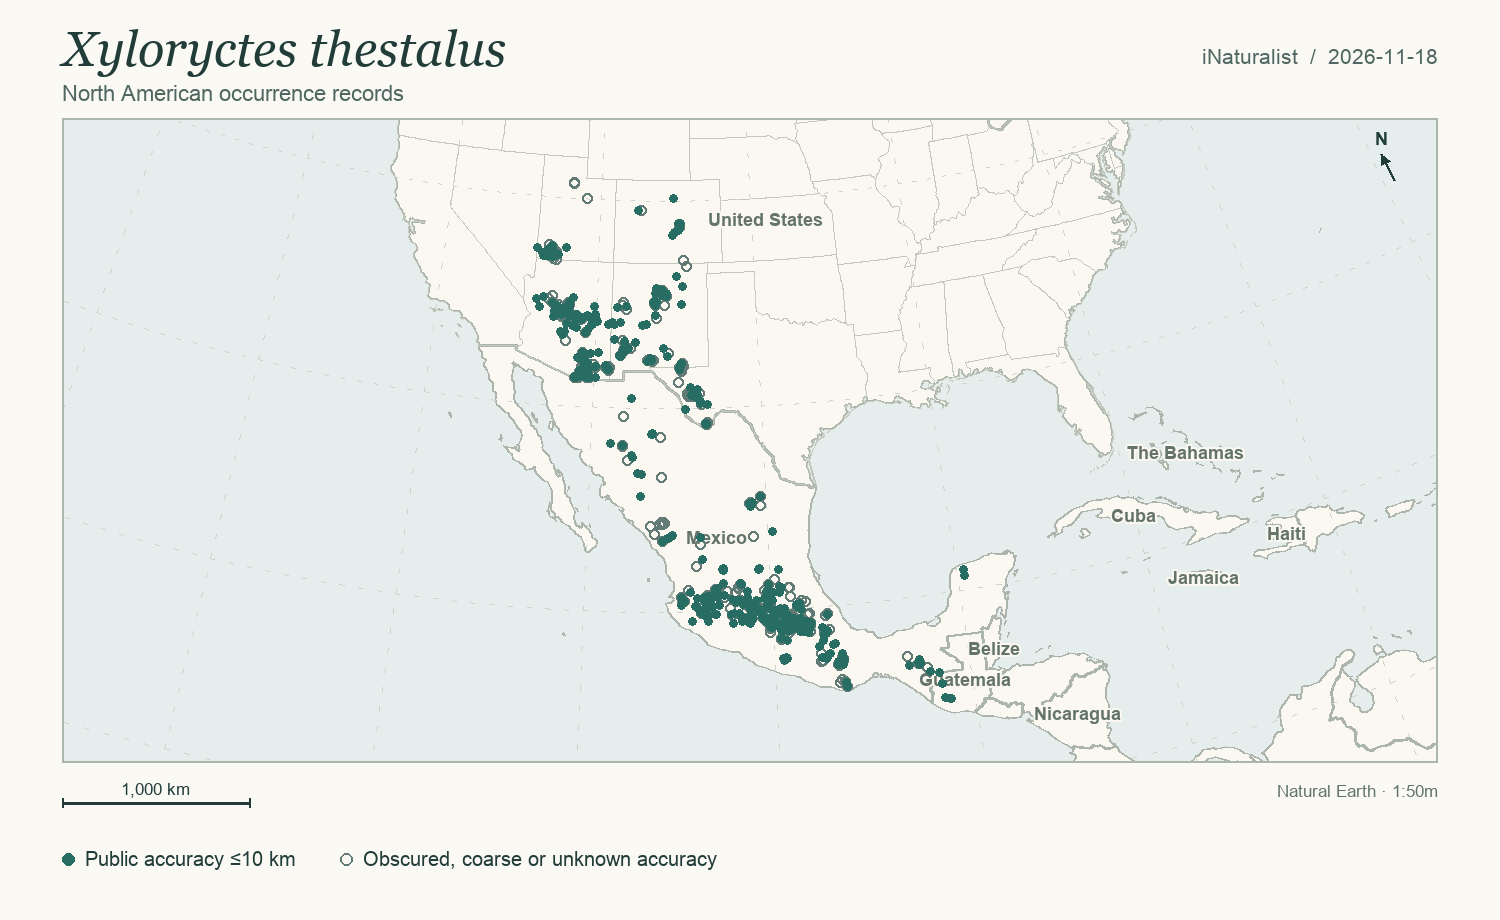 Xyloryctes thestalus
iNaturalist / 2026-11-18
North American occurrence records
N
United States
The Bahamas
Cuba
Haiti
Mexico
Jamaica
Belize
Guatemala
Nicaragua
1,000 km
Natural Earth · 1:50m
Public accuracy ≤10 km
Obscured, coarse or unknown accuracy